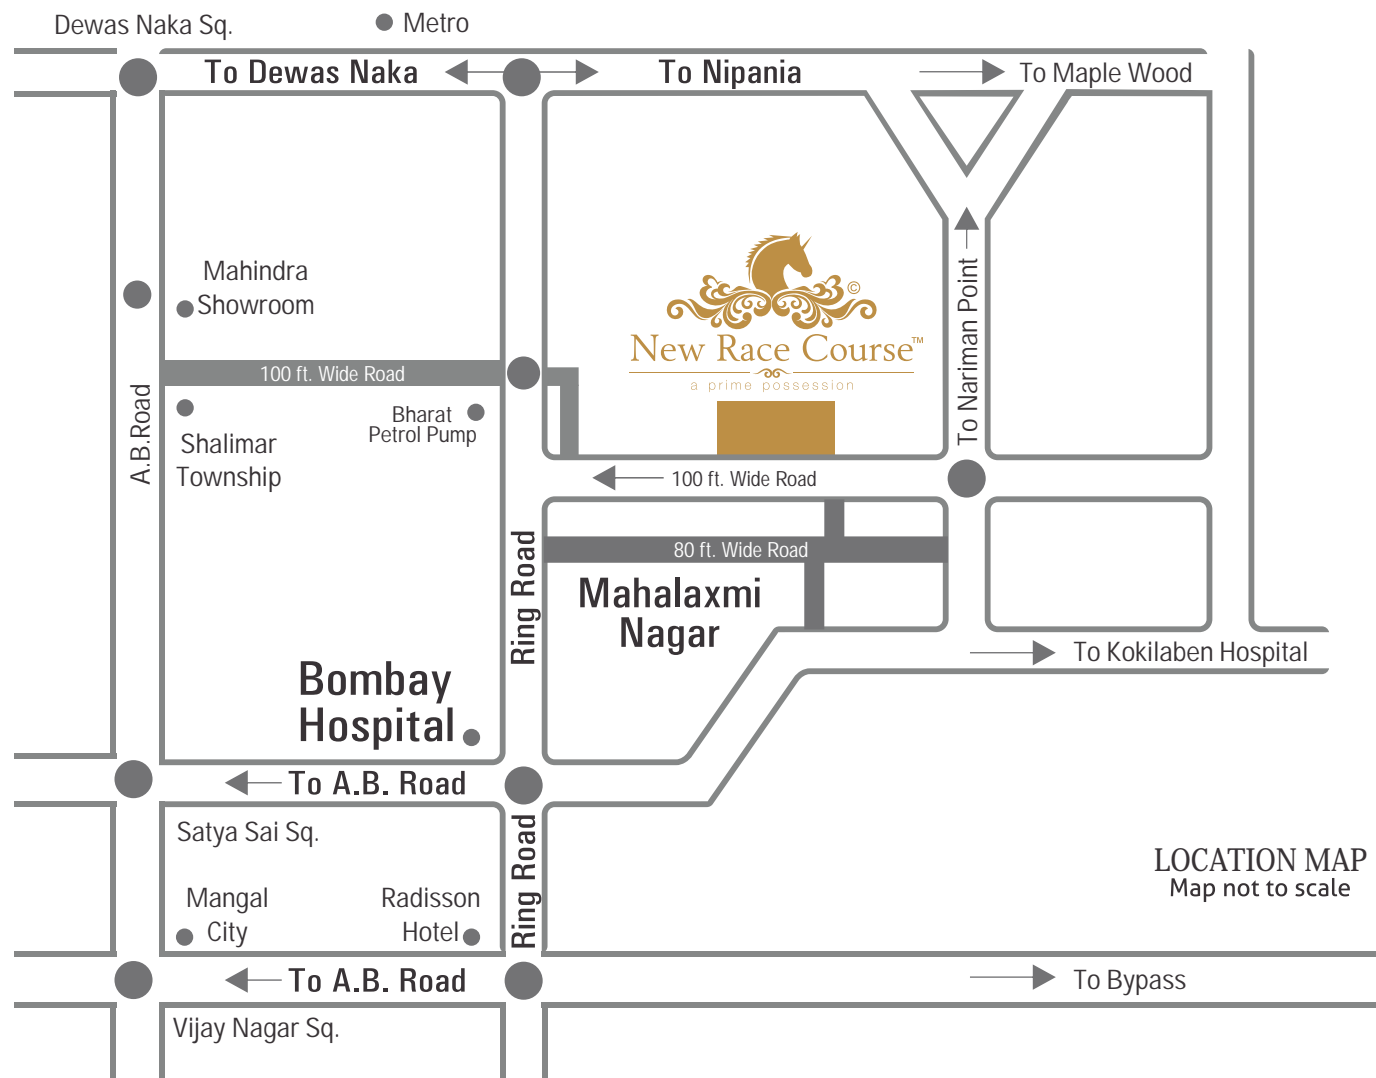 Dewas Naka Sq.
Metro
To Dewas Naka
To Nipania
To Maple Wood
Mahindra
Showroom
©
New Race Course™
a prime possession
To Nariman Point
100 ft. Wide Road
A.B.Road
Shalimar
Township
Bharat
Petrol Pump
100 ft. Wide Road
80 ft. Wide Road
Ring Road
Mahalaxmi
Nagar
To Kokilaben Hospital
Bombay
Hospital
To A.B. Road
Satya Sai Sq.
Ring Road
Mangal
City
Radisson
Hotel
LOCATION MAP
Map not to scale
To A.B. Road
To Bypass
Vijay Nagar Sq.